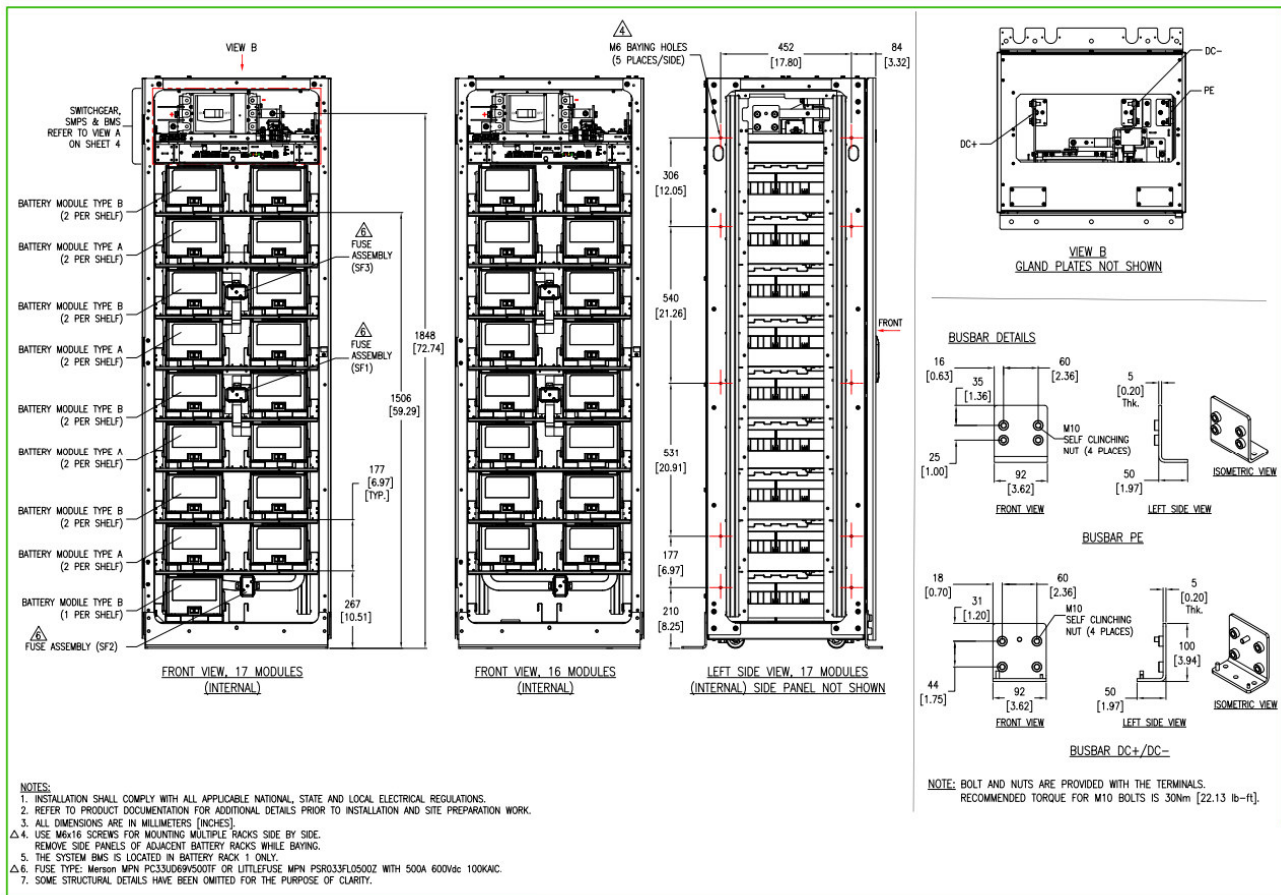 VIEW B
SWITCHGEAR,
SMPS & BMS
REFER TO VIEW A
ON SHEET 4
BATTERY MODULE TYPE B
(2 PER SHELF)
BATTERY MODULE TYPE A
(2 PER SHELF)
BATTERY MODULE TYPE B
(2 PER SHELF)
BATTERY MODULE TYPE A
(2 PER SHELF)
BATTERY MODULE TYPE B
(2 PER SHELF)
BATTERY MODULE TYPE A
(2 PER SHELF)
BATTERY MODULE TYPE B
(2 PER SHELF)
BATTERY MODULE TYPE A
(2 PER SHELF)
BATTERY MODILE TYPE B
(1 PER SHELF)
6
FUSE ASSEMBLY (SF2)
6
FUSE
ASSEMBLY
(SF3)
6
FUSE
ASSEMBLY
(SF1)
1848
[72.74]
1506
[59.29]
177
[6.97]
[TYP.]
267
[10.51]
FRONT VIEW, 17 MODULES
(INTERNAL)
FRONT VIEW, 16 MODULES
(INTERNAL)
4
M6 BAYING HOLES
(5 PLACES/SIDE)
452
[17.80]
84
[3.32]
306
[12.05]
540
[21.26]
531
[20.91]
177
[6.97]
210
[8.25]
FRONT
LEFT SIDE VIEW, 17 MODULES
(INTERNAL) SIDE PANEL NOT SHOWN
DC-
PE
DC+
VIEW B
GLAND PLATES NOT SHOWN
BUSBAR DETAILS
16
[0.63]
60
[2.36]
35
[1.36]
25
[1.00]
M10
SELF CLINCHING
NUT (4 PLACES)
92
[3.62]
FRONT VIEW
5
[0.20]
Thk.
50
[1.97]
LEFT SIDE VIEW
ISOMETRIC VIEW
BUSBAR PE
18
[0.70]
60
[2.36]
31
[1.20]
44
[1.75]
M10
SELF CLINCHING
NUT (4 PLACES)
92
[3.62]
FRONT VIEW
5
[0.20]
Thk.
100
[3.94]
50
[1.97]
LEFT SIDE VIEW
ISOMETRIC VIEW
BUSBAR DC+/DC-
NOTE: BOLT AND NUTS ARE PROVIDED WITH THE TERMINALS.
RECOMMENDED TORQUE FOR M10 BOLTS IS 30Nm [22.13 lb-ft].
NOTES:
1. INSTALLATION SHALL COMPLY WITH ALL APPLICABLE NATIONAL, STATE AND LOCAL ELECTRICAL REGULATIONS.
2. REFER TO PRODUCT DOCUMENTATION FOR ADDITIONAL DETAILS PRIOR TO INSTALLATION AND SITE PREPARATION WORK.
3. ALL DIMENSIONS ARE IN MILLIMETERS [INCHES].
△4. USE M6x16 SCREWS FOR MOUNTING MULTIPLE RACKS SIDE BY SIDE.
REMOVE SIDE PANELS OF ADJACENT BATTERY RACKS WHILE BAYING.
5. THE SYSTEM BMS IS LOCATED IN BATTERY RACK 1 ONLY.
△6. FUSE TYPE: Merson MPN PC33UD69V500TF OR LITTLEFUSE MPN PSR033FL0500Z WITH 500A 600Vdc 100KAIC.
7. SOME STRUCTURAL DETAILS HAVE BEEN OMITTED FOR THE PURPOSE OF CLARITY.